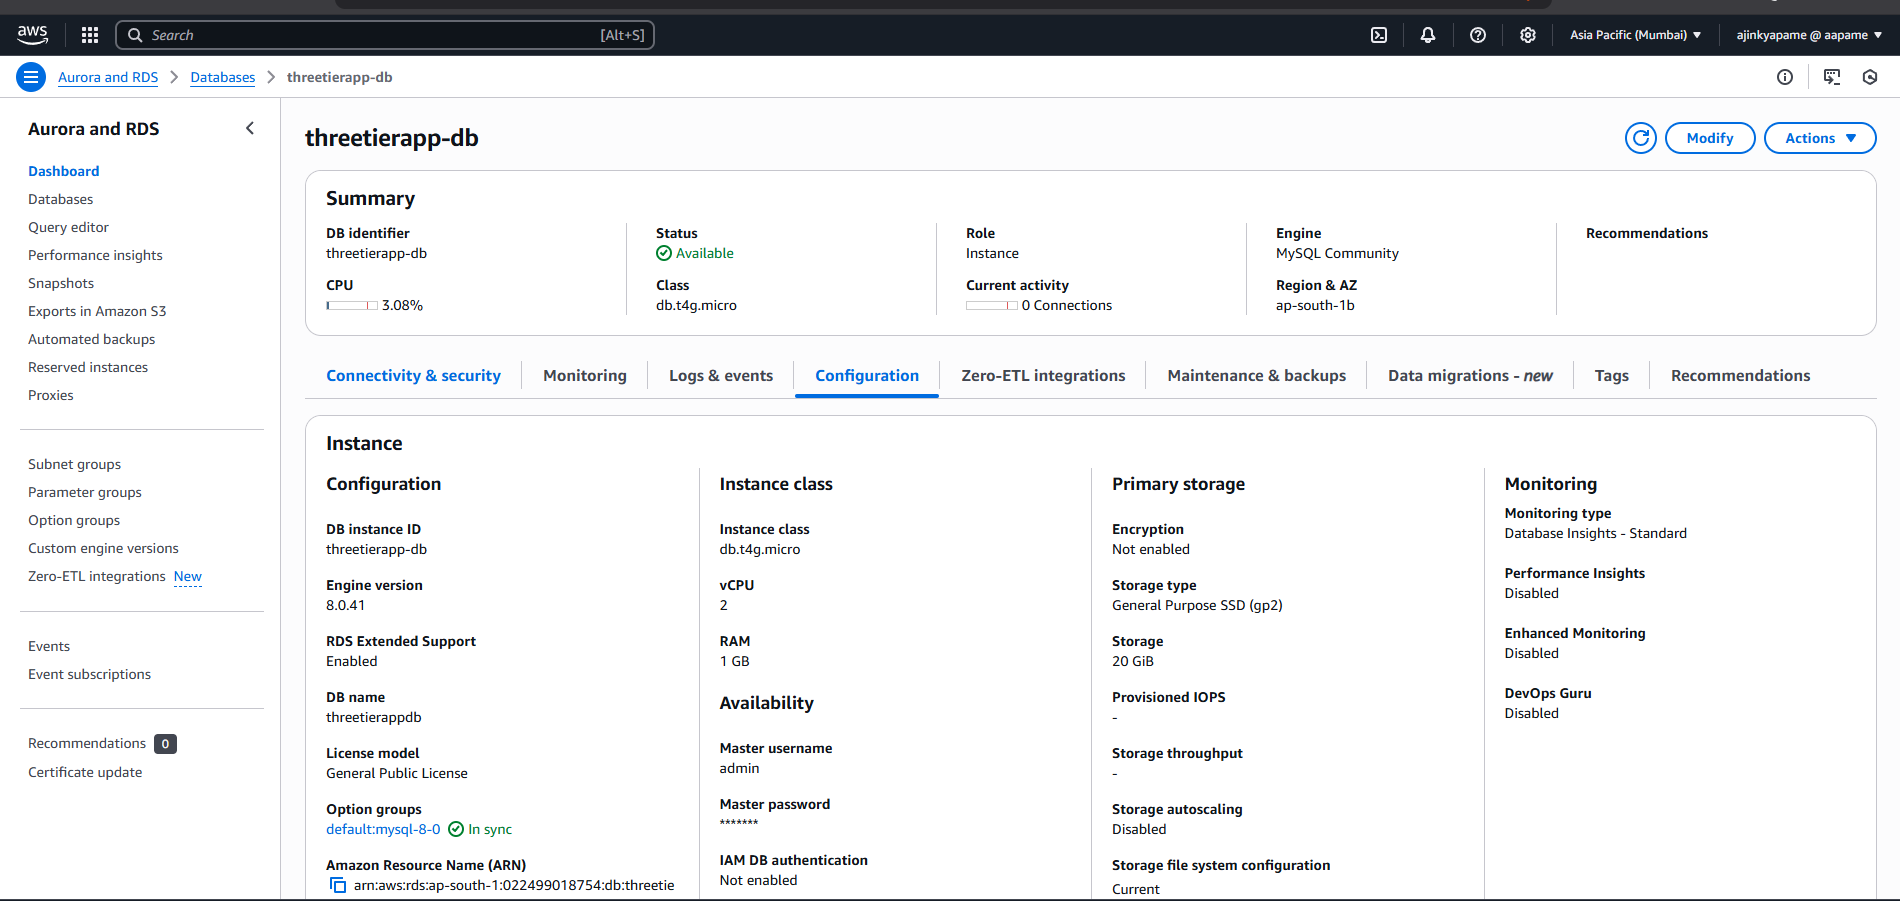 aws
Search [Alt+S]
Asia Pacific (Mumbai) ▼
ajinkyapame @ aapame ▼
Aurora and RDS > Databases > threetierapp-db
Aurora and RDS
Dashboard
Databases
Query editor
Performance insights
Snapshots
Exports in Amazon S3
Automated backups
Reserved instances
Proxies
Subnet groups
Parameter groups
Option groups
Custom engine versions
Zero-ETL integrations New
Events
Event subscriptions
Recommendations 0
Certificate update
threetierapp-db
Modify
Actions ▼
Summary
DB identifier
threetierapp-db
CPU
3.08%
Status
Available
Class
db.t4g.micro
Role
Instance
Current activity
0 Connections
Engine
MySQL Community
Region & AZ
ap-south-1b
Recommendations
Connectivity & security
Monitoring
Logs & events
Configuration
Zero-ETL integrations
Maintenance & backups
Data migrations - new
Tags
Recommendations
Instance
Configuration
DB instance ID
threetierapp-db
Engine version
8.0.41
RDS Extended Support
Enabled
DB name
threetierappdb
License model
General Public License
Option groups
default:mysql-8-0 In sync
Amazon Resource Name (ARN)
arn:aws:rds:ap-south-1:022499018754:db:threetie
Instance class
Instance class
db.t4g.micro
vCPU
2
RAM
1 GB
Availability
Master username
admin
Master password
*******
IAM DB authentication
Not enabled
Primary storage
Encryption
Not enabled
Storage type
General Purpose SSD (gp2)
Storage
20 GiB
Provisioned IOPS
-
Storage throughput
-
Storage autoscaling
Disabled
Storage file system configuration
Current
Monitoring
Monitoring type
Database Insights - Standard
Performance Insights
Disabled
Enhanced Monitoring
Disabled
DevOps Guru
Disabled